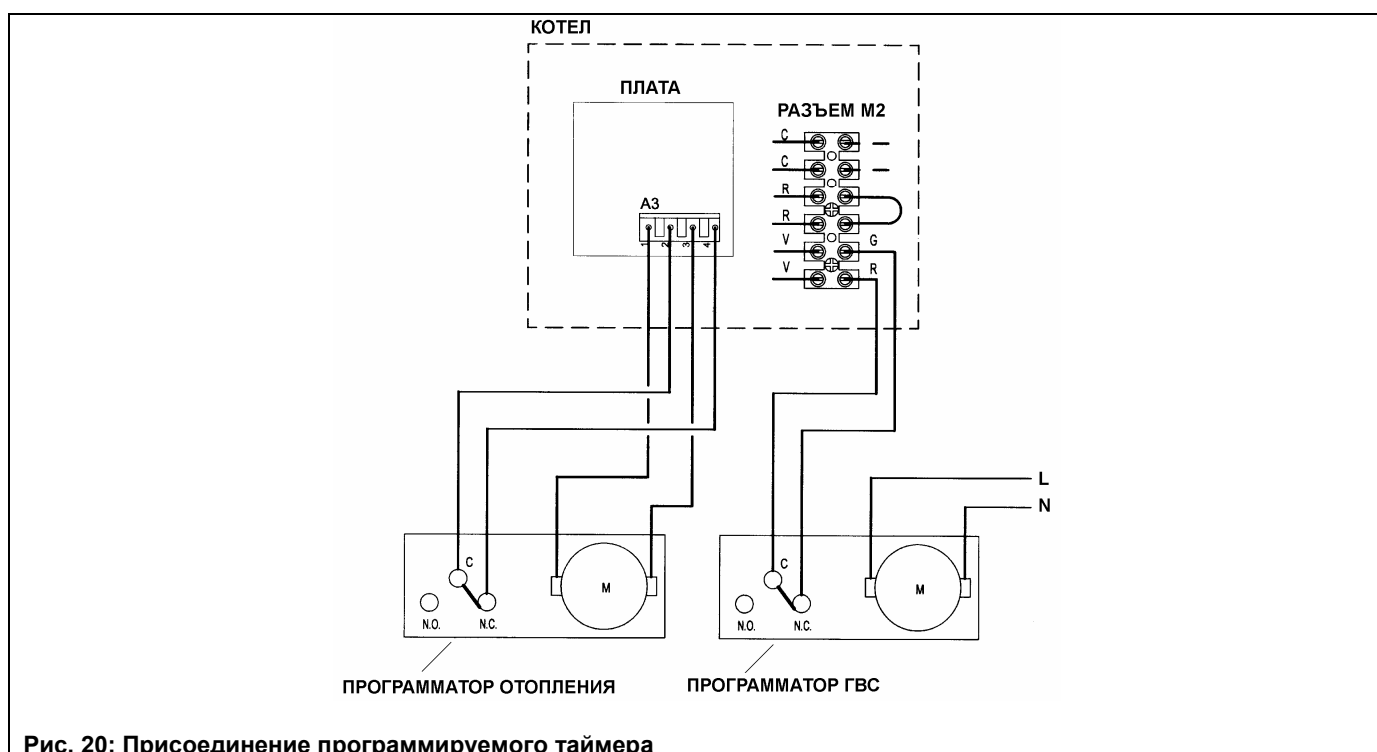 КОТЕЛ
ПЛАТА
РАЗЪЕМ М2
C
C
R
R
V G
V R
A3
1 2 3 4
L
N
C
M
N.O. N.C.
C
M
N.O. N.C.
ПРОГРАММАТОР ОТОПЛЕНИЯ
ПРОГРАММАТОР ГВС
Рис. 20: Присоединение программируемого таймера